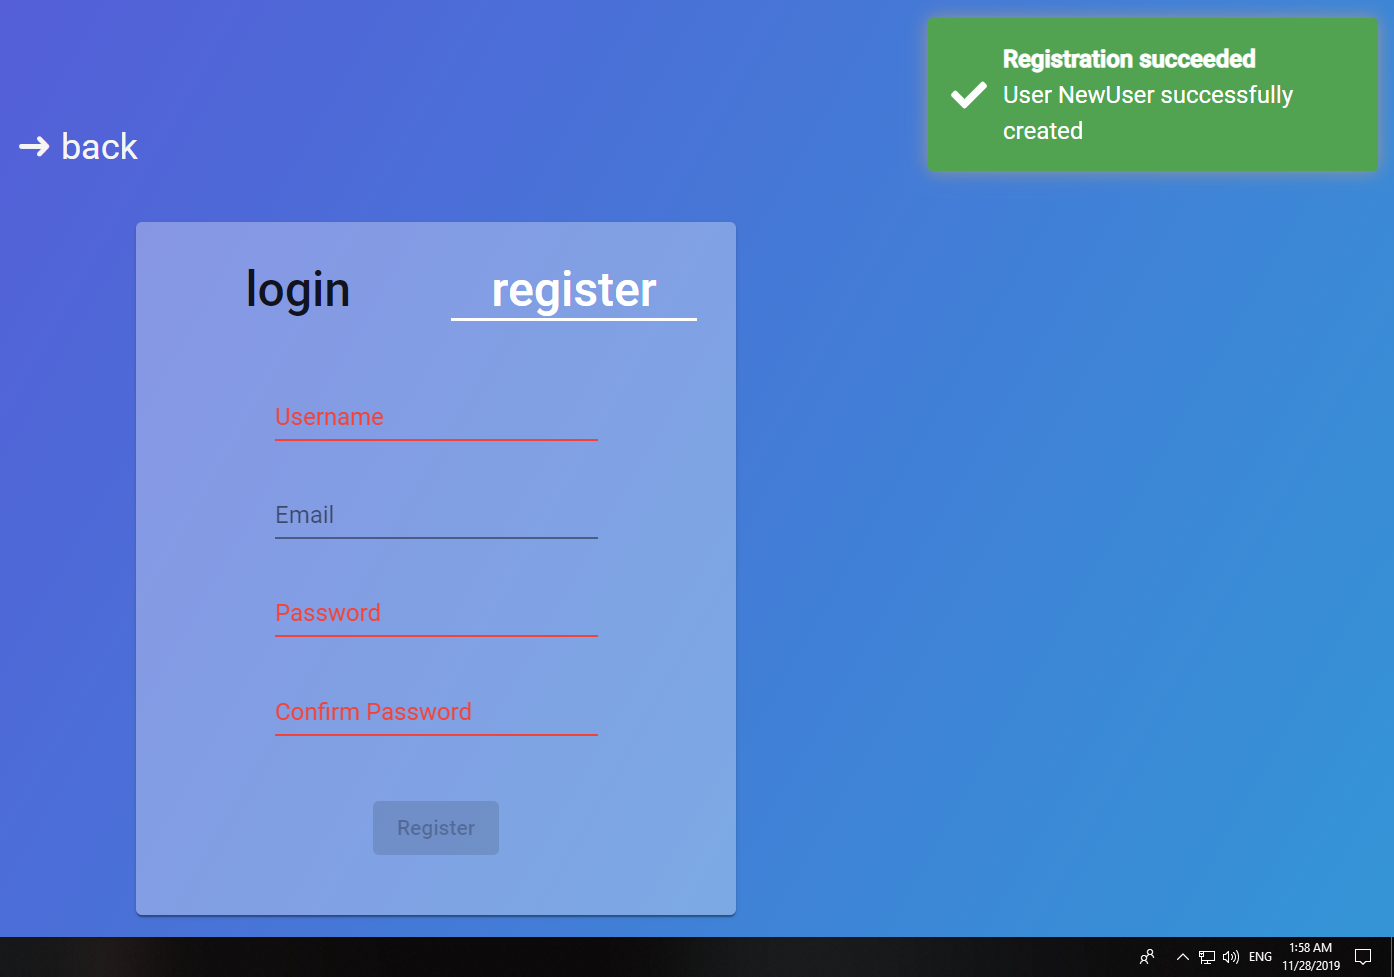 Registration succeeded
User NewUser successfully
created
back
login register
Username
Email
Password
Confirm Password
Register
ENG
1:58 AM
11/28/2019